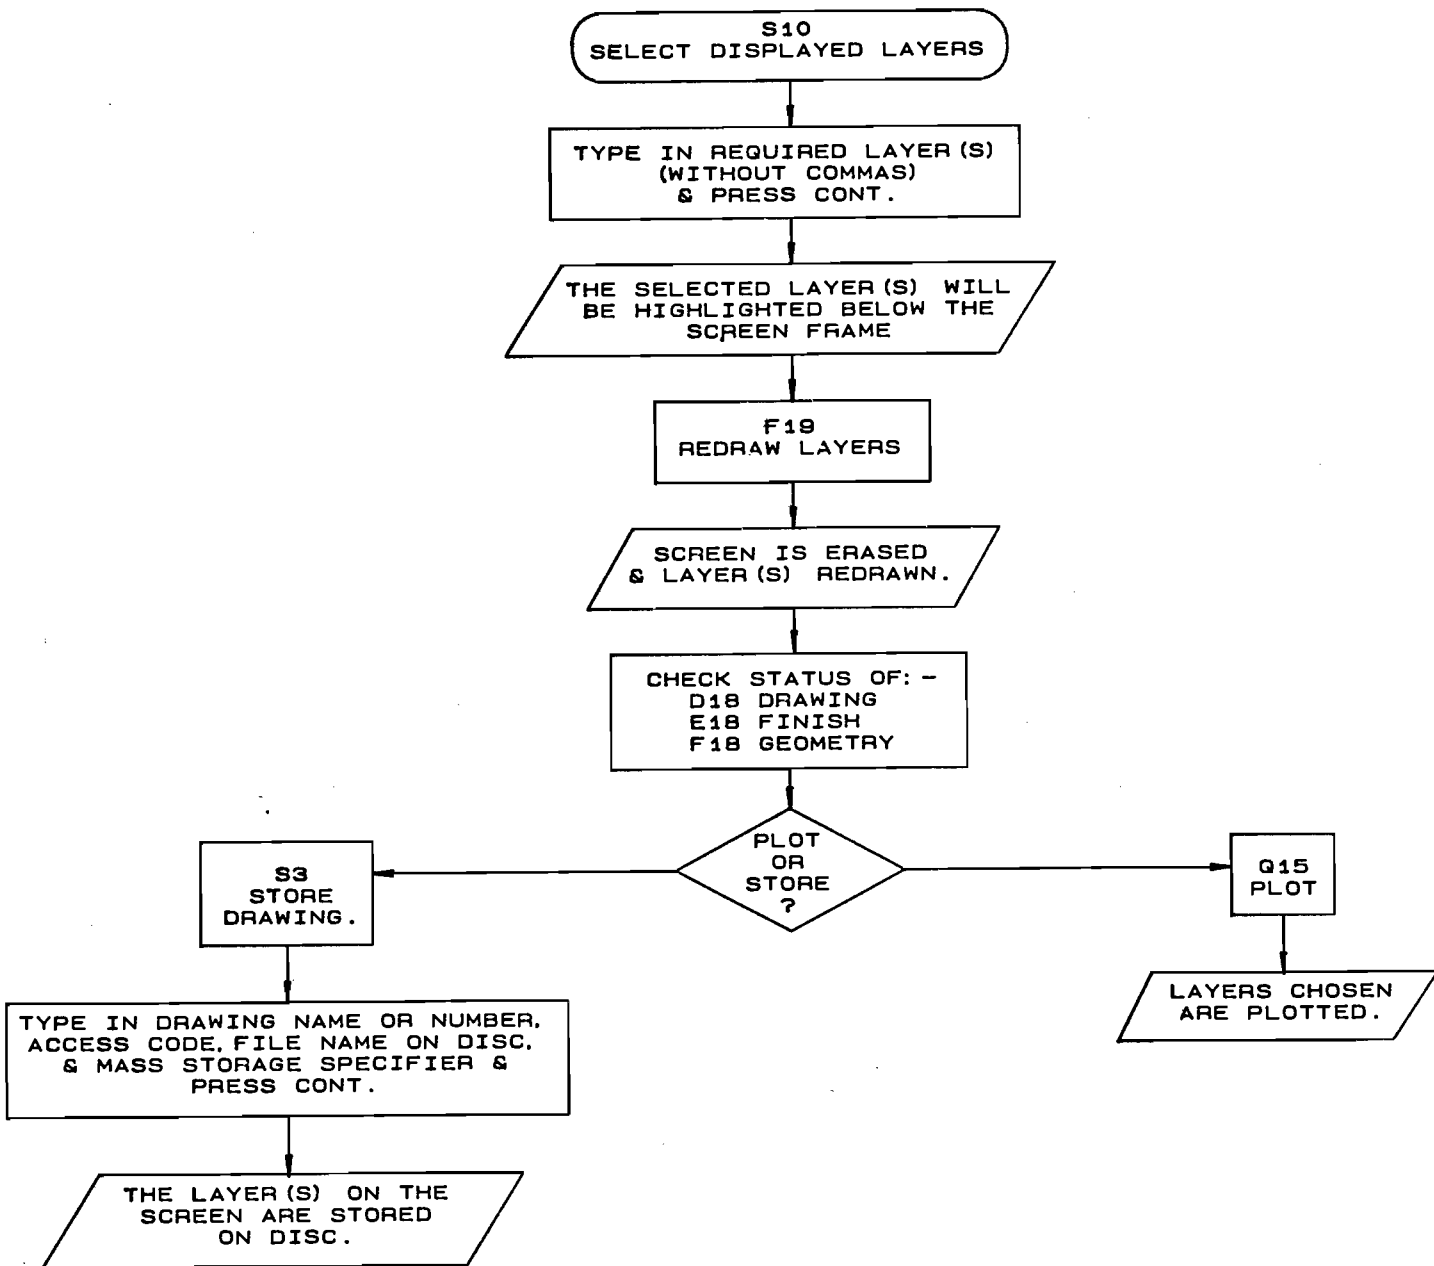 S10
SELECT DISPLAYED LAYERS
TYPE IN REQUIRED LAYER(S)
(WITHOUT COMMAS)
& PRESS CONT.
THE SELECTED LAYER(S) WILL
BE HIGHLIGHTED BELOW THE
SCREEN FRAME
F19
REDRAW LAYERS
SCREEN IS ERASED
& LAYER(S) REDRAWN.
CHECK STATUS OF:-
D18 DRAWING
E18 FINISH
F18 GEOMETRY
PLOT
OR
STORE
?
S3
STORE
DRAWING.
TYPE IN DRAWING NAME OR NUMBER,
ACCESS CODE, FILE NAME ON DISC,
& MASS STORAGE SPECIFIER &
PRESS CONT.
THE LAYER(S) ON THE
SCREEN ARE STORED
ON DISC.
Q15
PLOT
LAYERS CHOSEN
ARE PLOTTED.